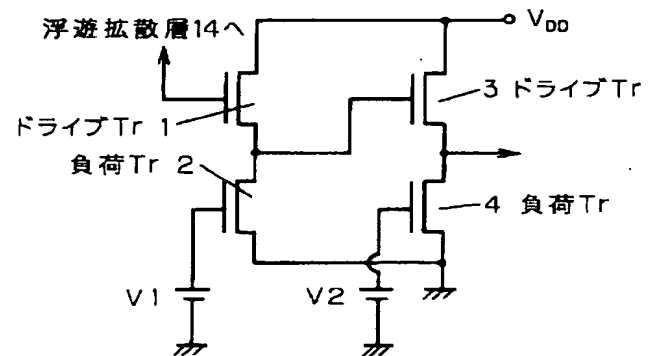 浮遊拡散層14へ
VDD
ドライブTr 1
3 ドライブTr
負荷Tr 2
4 負荷Tr
V1
V2